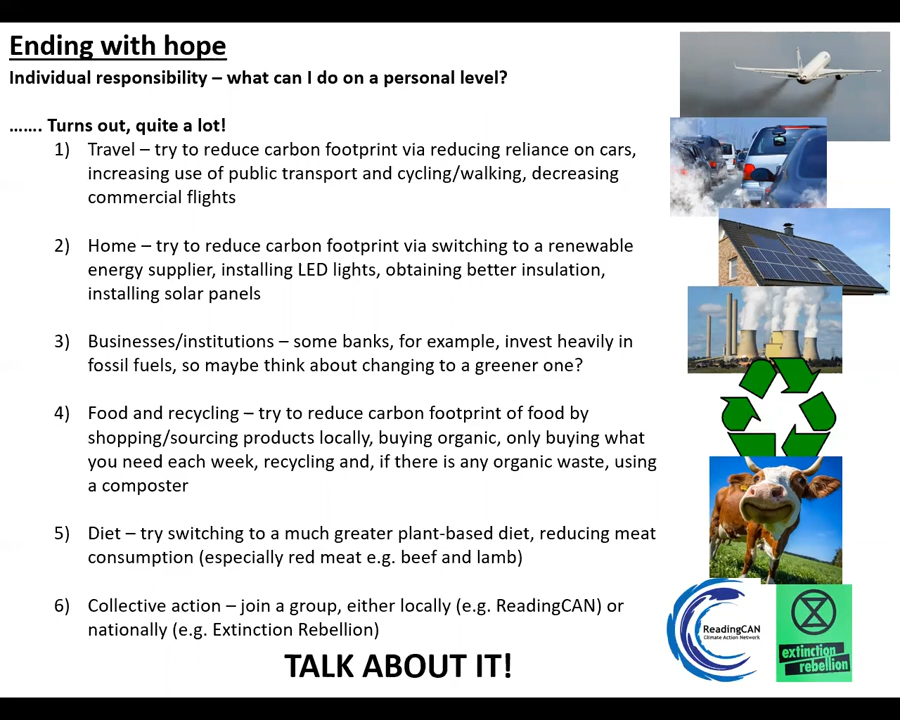 Ending with hope
Individual responsibility – what can I do on a personal level?
……. Turns out, quite a lot!
1) Travel – try to reduce carbon footprint via reducing reliance on cars,
increasing use of public transport and cycling/walking, decreasing
commercial flights
2) Home – try to reduce carbon footprint via switching to a renewable
energy supplier, installing LED lights, obtaining better insulation,
installing solar panels
3) Businesses/institutions – some banks, for example, invest heavily in
fossil fuels, so maybe think about changing to a greener one?
4) Food and recycling – try to reduce carbon footprint of food by
shopping/sourcing products locally, buying organic, only buying what
you need each week, recycling and, if there is any organic waste, using
a composter
5) Diet – try switching to a much greater plant-based diet, reducing meat
consumption (especially red meat e.g. beef and lamb)
6) Collective action – join a group, either locally (e.g. ReadingCAN) or
nationally (e.g. Extinction Rebellion)
TALK ABOUT IT!
ReadingCAN
Climate Action Network
extinction
rebellion